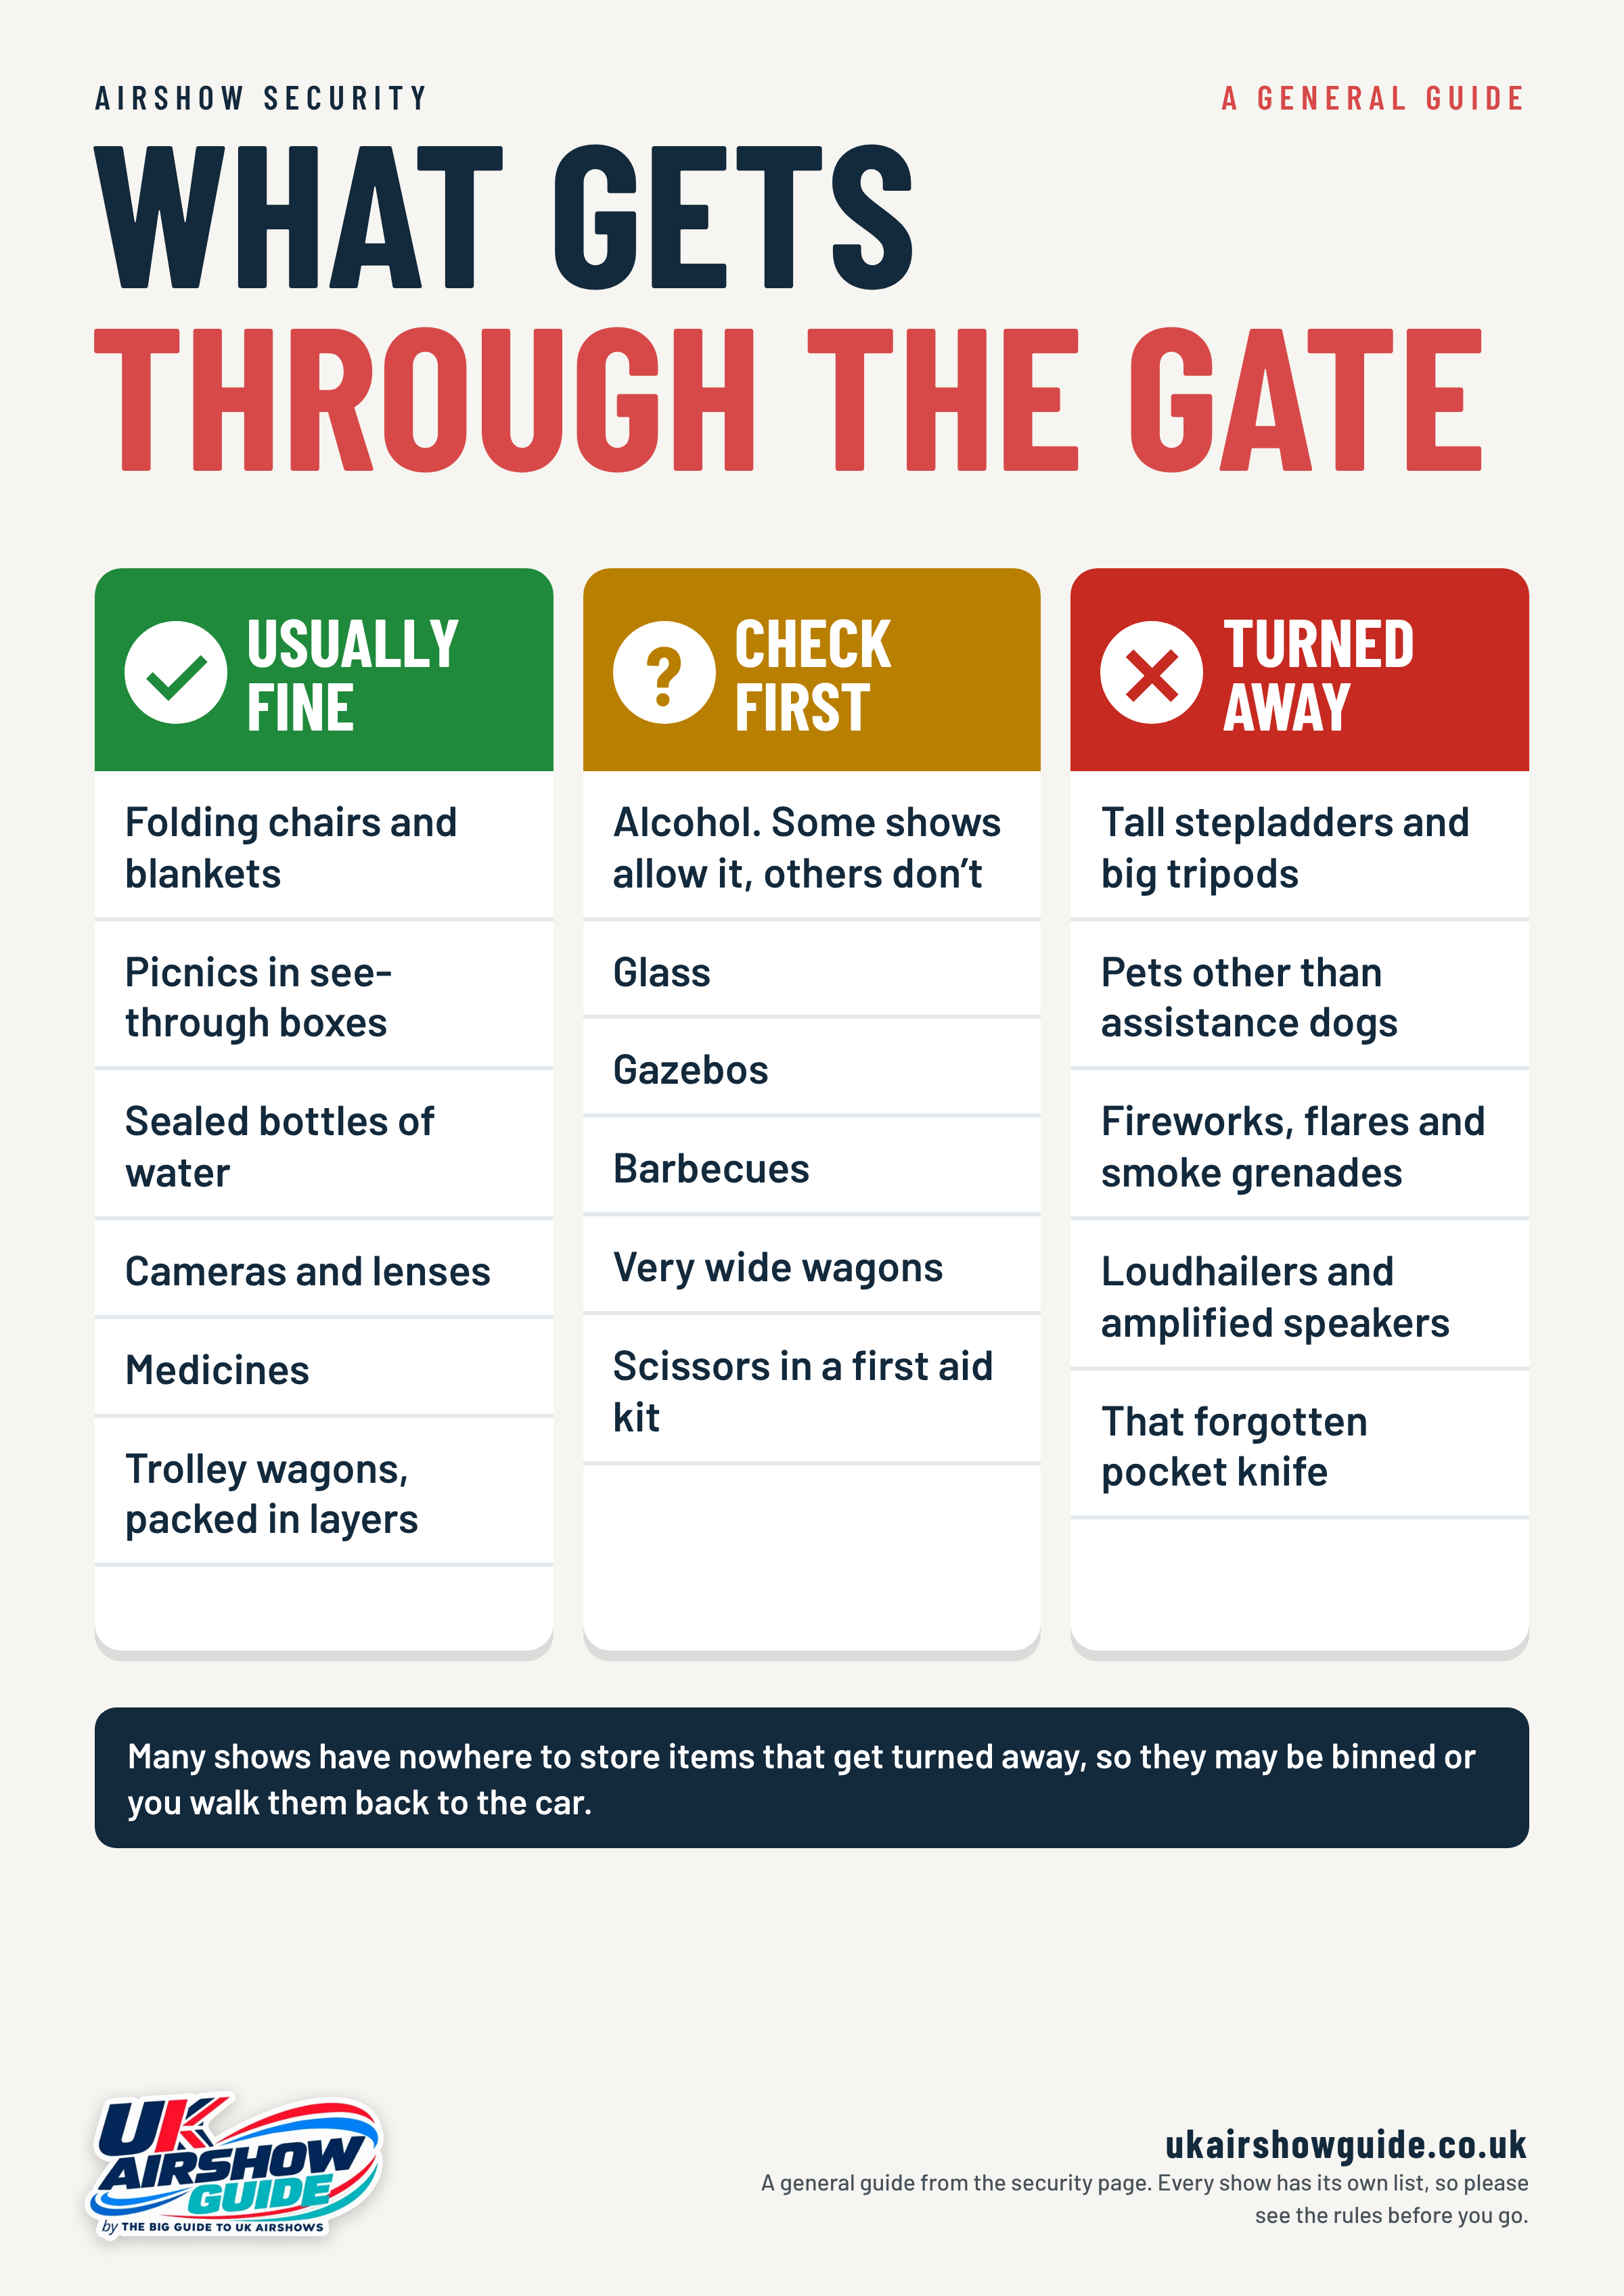 AIRSHOW SECURITY
A GENERAL GUIDE
WHAT GETS
THROUGH THE GATE
USUALLY
FINE
Folding chairs and
blankets
Picnics in see-
through boxes
Sealed bottles of
water
Cameras and lenses
Medicines
Trolley wagons,
packed in layers
?
CHECK
FIRST
Alcohol. Some shows
allow it, others don’t
Glass
Gazebos
Barbecues
Very wide wagons
Scissors in a first aid
kit
TURNED
AWAY
Tall stepladders and
big tripods
Pets other than
assistance dogs
Fireworks, flares and
smoke grenades
Loudhailers and
amplified speakers
That forgotten
pocket knife
Many shows have nowhere to store items that get turned away, so they may be binned or
you walk them back to the car.
UK
AIRSHOW
GUIDE
by THE BIG GUIDE TO UK AIRSHOWS
ukairshowguide.co.uk
A general guide from the security page. Every show has its own list, so please
see the rules before you go.